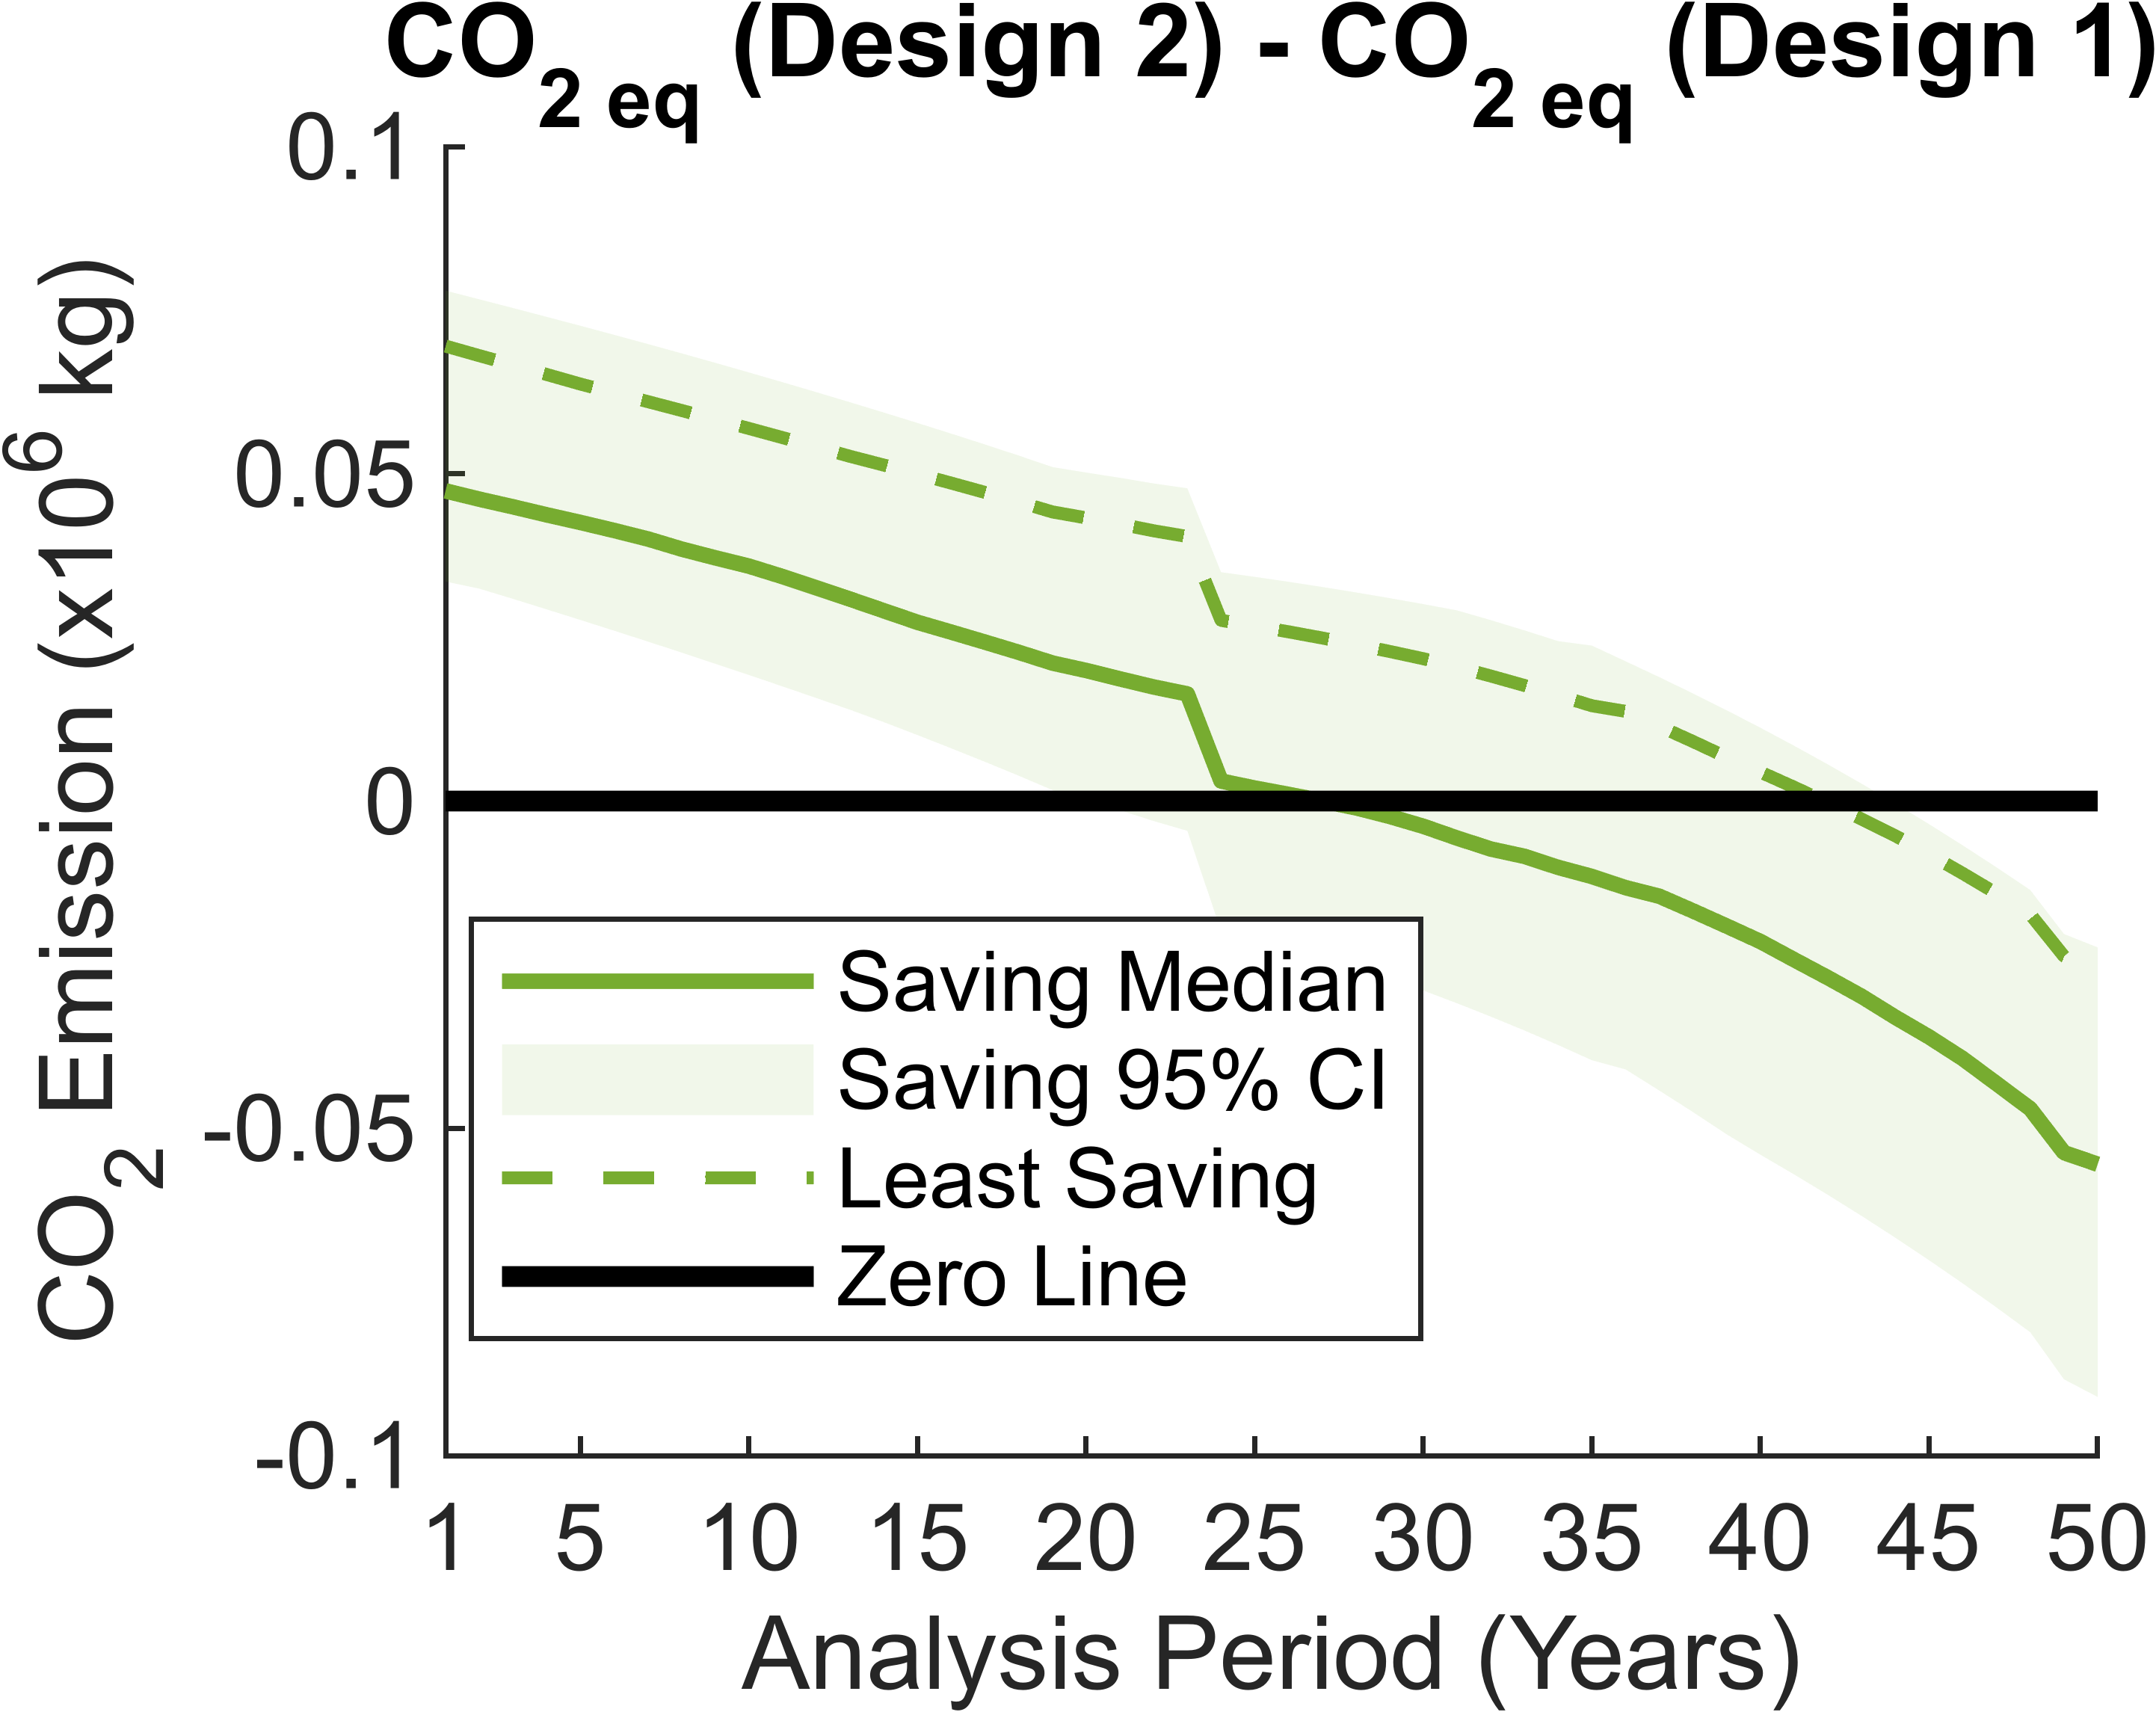 CO2 eq (Design 2) - CO2 eq (Design 1)
CO2 Emission (x10^6 kg)
0.1
0.05
0
-0.05
-0.1
Saving Median
Saving 95% CI
Least Saving
Zero Line
1 5 10 15 20 25 30 35 40 45 50
Analysis Period (Years)